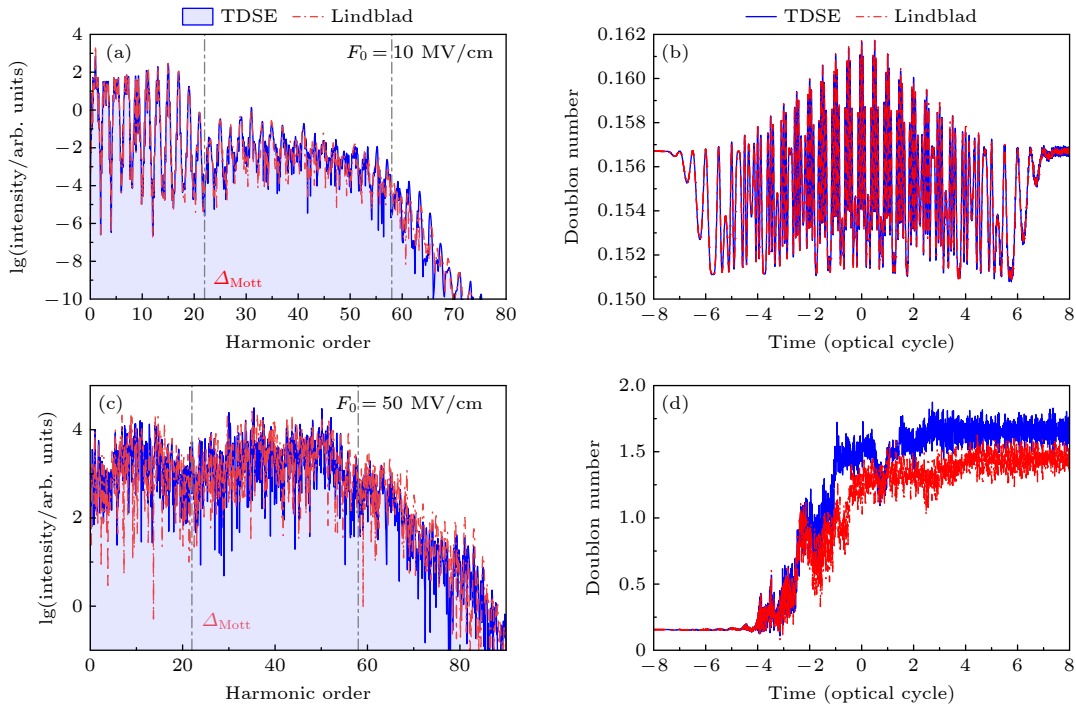 TDSE Lindblad
(a) F₀ = 10 MV/cm
lg(intensity/arb. units)
4
2
0
−2
−4
−6
−8
−10
Δ_Mott
0 10 20 30 40 50 60 70 80
Harmonic order
TDSE Lindblad
(b)
Doublon number
0.162
0.160
0.158
0.156
0.154
0.152
0.150
−8 −6 −4 −2 0 2 4 6 8
Time (optical cycle)
(c) F₀ = 50 MV/cm
lg(intensity/arb. units)
4
2
0
Δ_Mott
0 20 40 60 80
Harmonic order
(d)
Doublon number
2.0
1.5
1.0
0.5
0
−8 −6 −4 −2 0 2 4 6 8
Time (optical cycle)